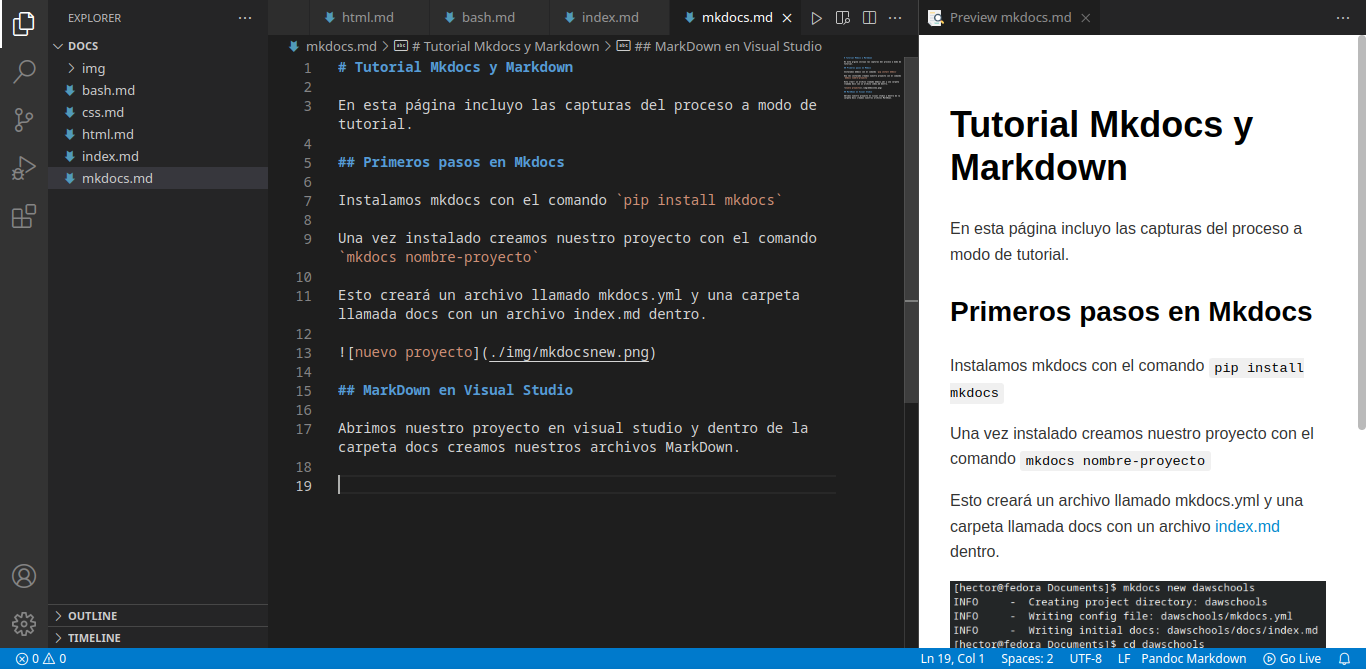 EXPLORER
DOCS
img
bash.md
css.md
html.md
index.md
mkdocs.md
OUTLINE
TIMELINE
html.md
bash.md
index.md
mkdocs.md
mkdocs.md > # Tutorial Mkdocs y Markdown > ## MarkDown en Visual Studio
1 # Tutorial Mkdocs y Markdown
2
3 En esta página incluyo las capturas del proceso a modo de
tutorial.
4
5 ## Primeros pasos en Mkdocs
6
7 Instalamos mkdocs con el comando `pip install mkdocs`
8
9 Una vez instalado creamos nuestro proyecto con el comando
`mkdocs nombre-proyecto`
10
11 Esto creará un archivo llamado mkdocs.yml y una carpeta
llamada docs con un archivo index.md dentro.
12
13 ![nuevo proyecto](./img/mkdocsnew.png)
14
15 ## MarkDown en Visual Studio
16
17 Abrimos nuestro proyecto en visual studio y dentro de la
carpeta docs creamos nuestros archivos MarkDown.
18
19
Preview mkdocs.md
Tutorial Mkdocs y
Markdown
En esta página incluyo las capturas del proceso a
modo de tutorial.
Primeros pasos en Mkdocs
Instalamos mkdocs con el comando pip install
mkdocs
Una vez instalado creamos nuestro proyecto con el
comando mkdocs nombre-proyecto
Esto creará un archivo llamado mkdocs.yml y una
carpeta llamada docs con un archivo index.md
dentro.
[hector@fedora Documents]$ mkdocs new dawschools
INFO - Creating project directory: dawschools
INFO - Writing config file: dawschools/mkdocs.yml
INFO - Writing initial docs: dawschools/docs/index.md
[hector@fedora Documents]$ cd dawschools
0 0
Ln 19, Col 1 Spaces: 2 UTF-8 LF Pandoc Markdown Go Live